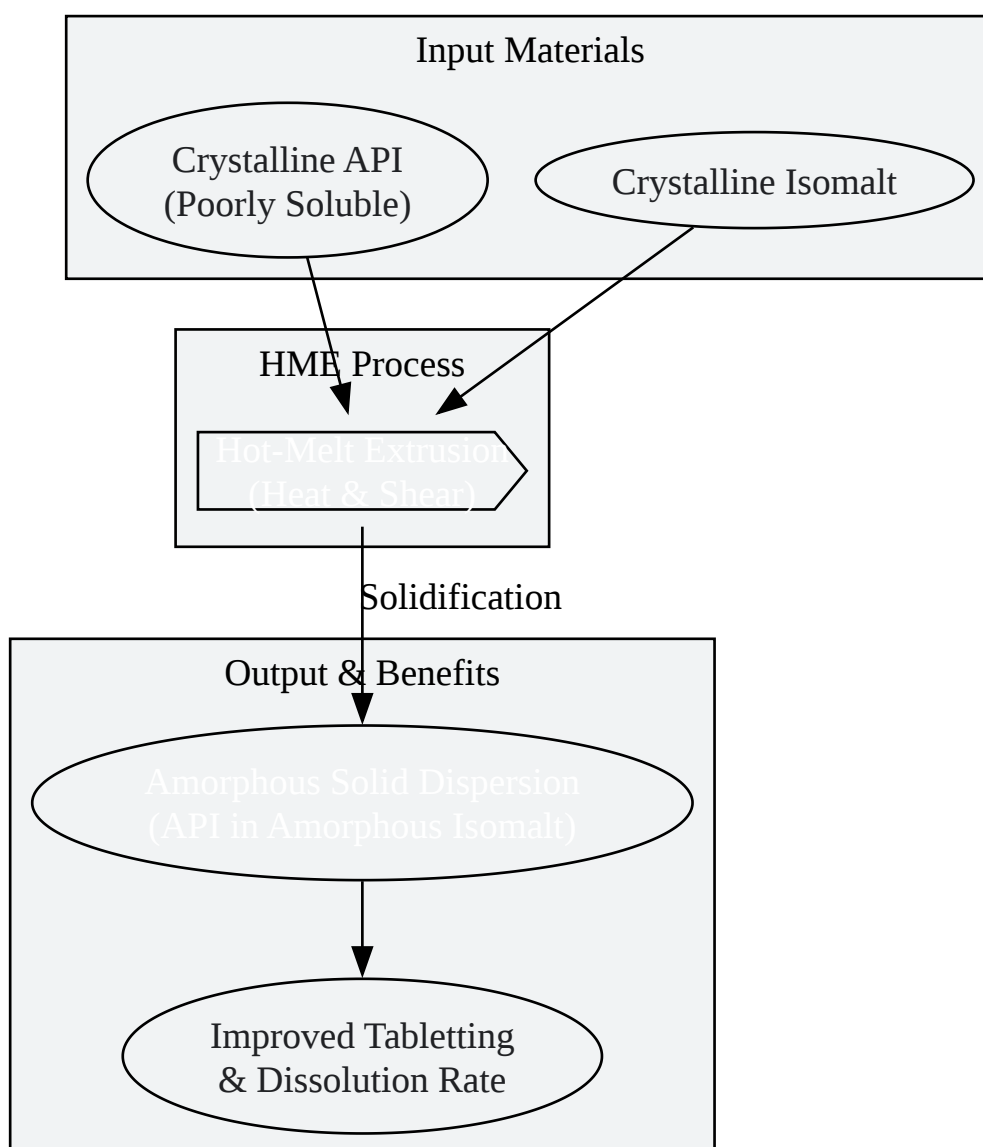 Input Materials
Crystalline API
(Poorly Soluble)
Crystalline Isomalt
HME Process
Hot-Melt Extrusion
(Heat & Shear)
Solidification
Output & Benefits
Amorphous Solid Dispersion
(API in Amorphous Isomalt)
Improved Tabletting
& Dissolution Rate